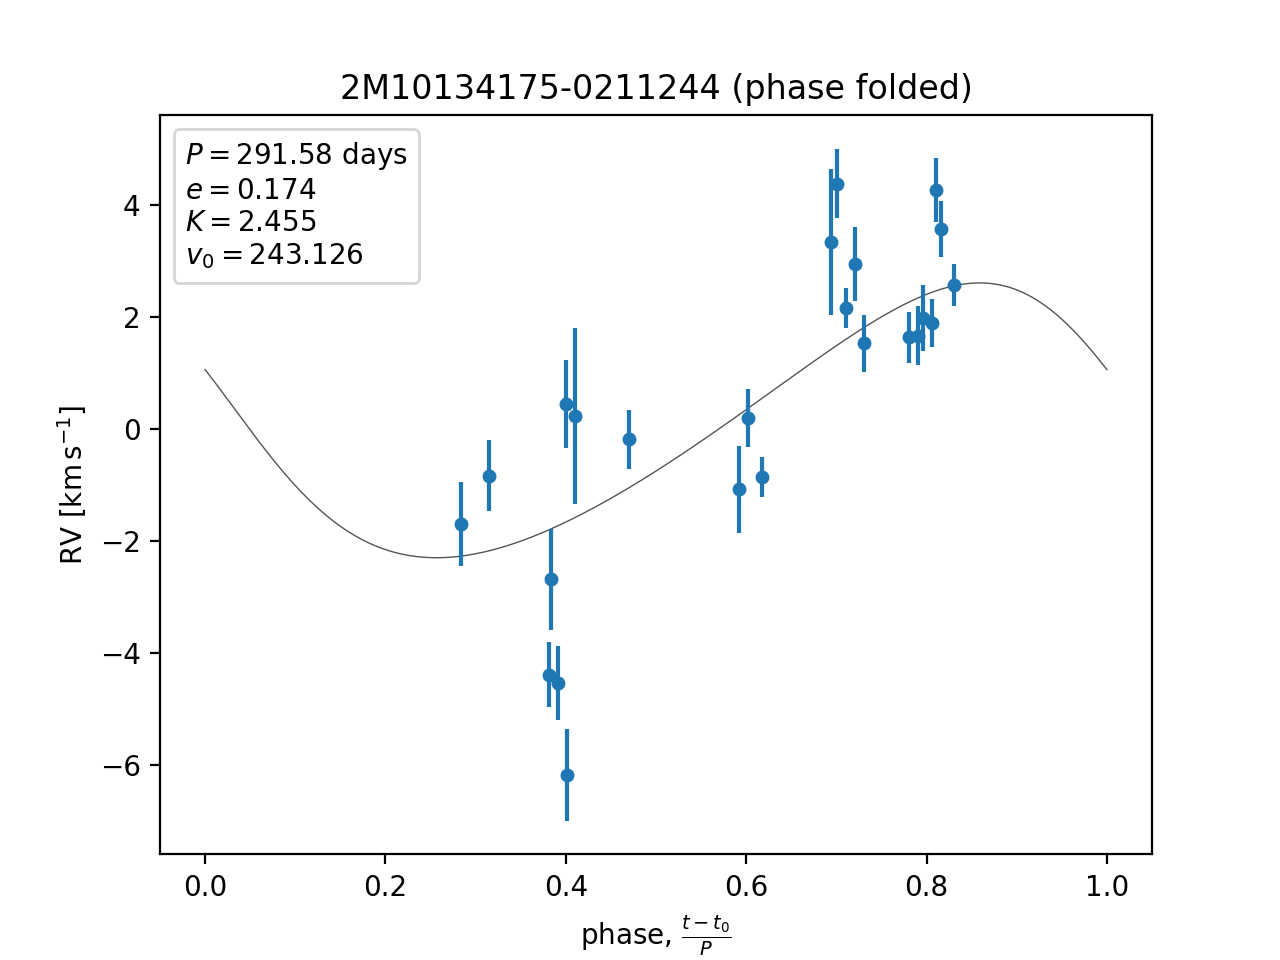 2M10134175-0211244 (phase folded)
P = 291.58 days
e = 0.174
K = 2.455
v₀ = 243.126
RV [km s⁻¹]
4
2
0
−2
−4
−6
0.0 0.2 0.4 0.6 0.8 1.0
phase, (t − t₀)/P